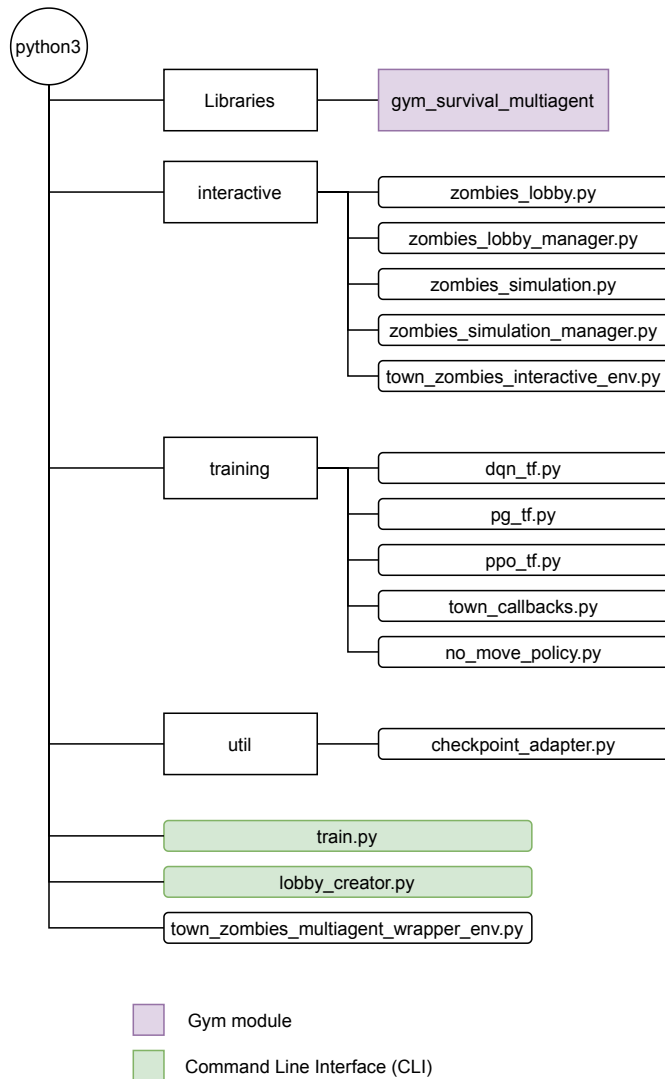 python3
Libraries
gym_survival_multiagent
interactive
zombies_lobby.py
zombies_lobby_manager.py
zombies_simulation.py
zombies_simulation_manager.py
town_zombies_interactive_env.py
training
dqn_tf.py
pg_tf.py
ppo_tf.py
town_callbacks.py
no_move_policy.py
util
checkpoint_adapter.py
train.py
lobby_creator.py
town_zombies_multiagent_wrapper_env.py
Gym module
Command Line Interface (CLI)